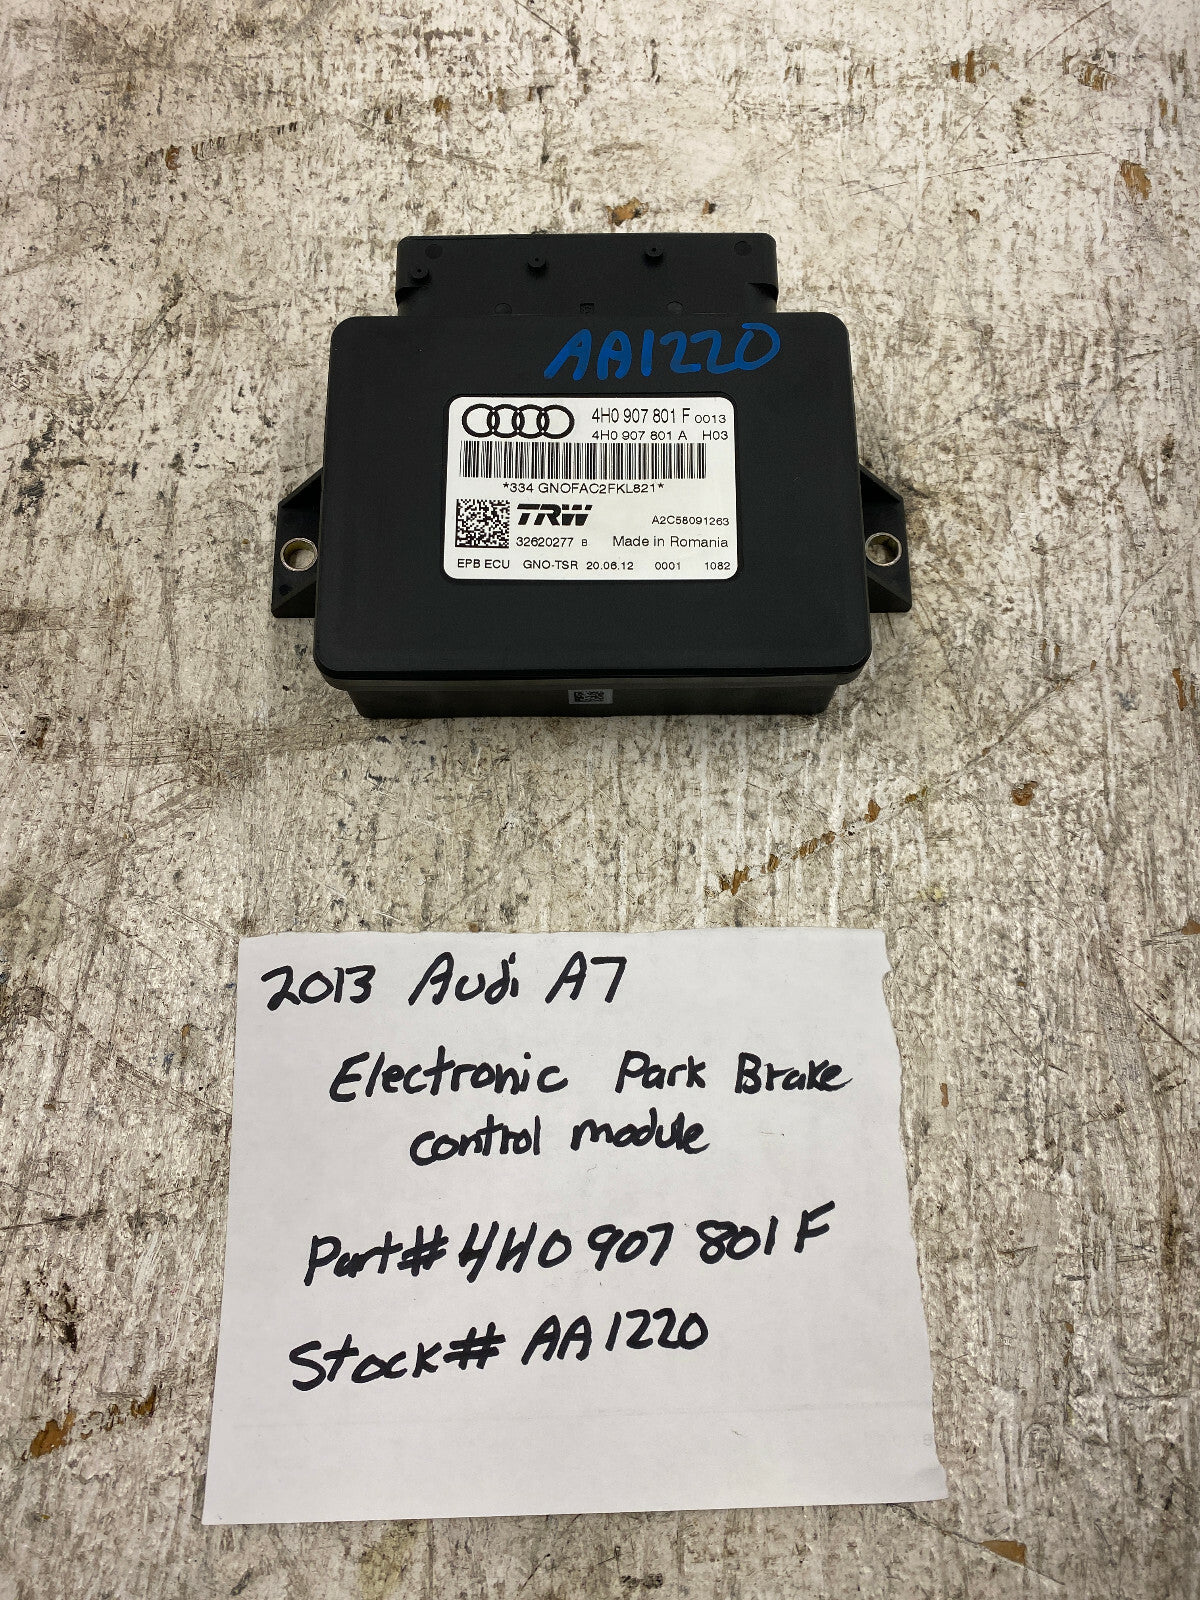 AA1220
4H0 907 801 F 0013
4H0 907 801 A H03
*334 GNOFAC2FKL821*
TRW A2C58091263
32620277 B Made in Romania
EPB ECU GNO-TSR 20.06.12 0001 1082
2013 Audi A7
Electronic Park Brake
control module
Part# 4H0 907 801 F
Stock# AA1220